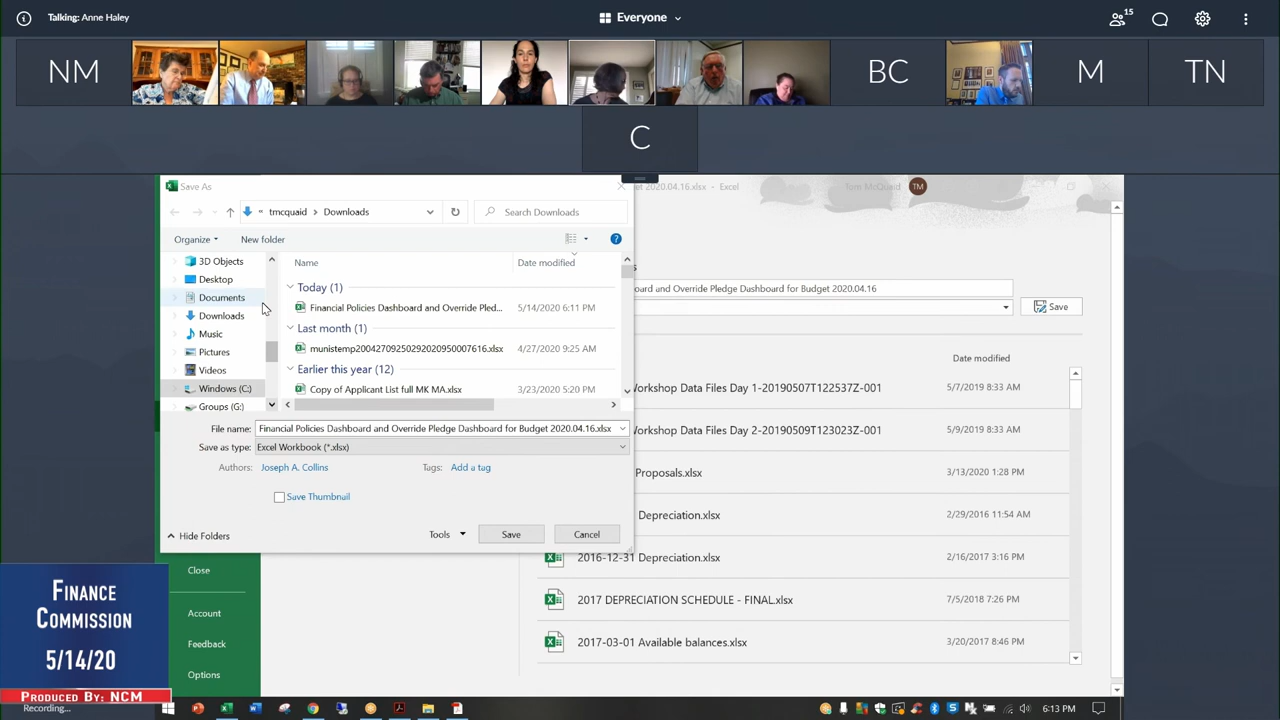 Talking: Anne Haley
Everyone
15
NM
BC
M
TN
C
Save As
et 2020.04.16.xlsx - Excel
Tom McQuaid
TM
« tmcquaid > Downloads
Search Downloads
Organize
New folder
3D Objects
Desktop
Documents
Downloads
Music
Pictures
Videos
Windows (C:)
Groups (G:)
Name
Date modified
Today (1)
Financial Policies Dashboard and Override Pled...
5/14/2020 6:11 PM
Last month (1)
munistemp20042709250292020950007616.xlsx
4/27/2020 9:25 AM
Earlier this year (12)
Copy of Applicant List full MK MA.xlsx
3/23/2020 5:20 PM
File name: Financial Policies Dashboard and Override Pledge Dashboard for Budget 2020.04.16.xlsx
Save as type: Excel Workbook (*.xlsx)
Authors: Joseph A. Collins
Tags: Add a tag
Save Thumbnail
Hide Folders
Tools
Save
Cancel
s
oard and Override Pledge Dashboard for Budget 2020.04.16
Save
Date modified
Workshop Data Files Day 1-20190507T122537Z-001
5/7/2019 8:33 AM
Workshop Data Files Day 2-20190509T123023Z-001
5/9/2019 8:33 AM
Proposals.xlsx
3/13/2020 1:28 PM
Depreciation.xlsx
2/29/2016 11:54 AM
2016-12-31 Depreciation.xlsx
2/16/2017 3:16 PM
2017 DEPRECIATION SCHEDULE - FINAL.xlsx
7/5/2018 7:26 PM
2017-03-01 Available balances.xlsx
3/20/2017 8:46 PM
Close
Account
Feedback
Options
FINANCE
COMMISSION
5/14/20
PRODUCED BY: NCM
Recording...
6:13 PM